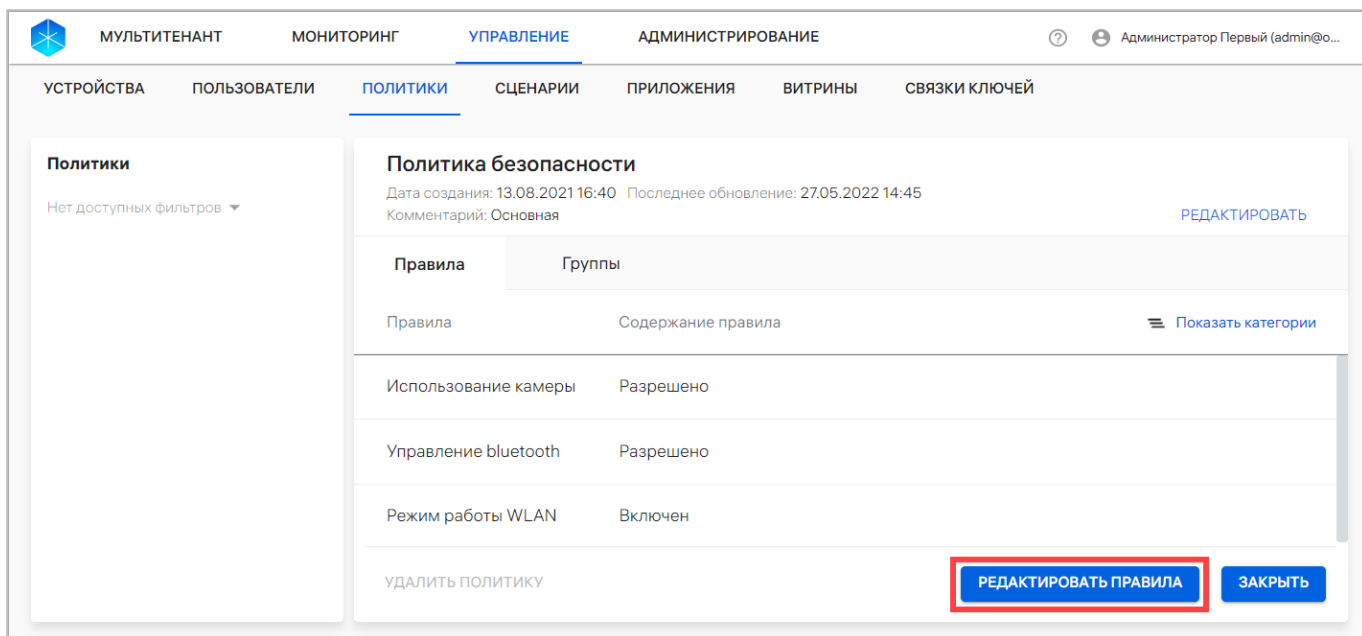 МУЛЬТИТЕНАНТ МОНИТОРИНГ УПРАВЛЕНИЕ АДМИНИСТРИРОВАНИЕ ? Администратор Первый (admin@o...
УСТРОЙСТВА ПОЛЬЗОВАТЕЛИ ПОЛИТИКИ СЦЕНАРИИ ПРИЛОЖЕНИЯ ВИТРИНЫ СВЯЗКИ КЛЮЧЕЙ
Политики
Нет доступных фильтров
Политика безопасности
Дата создания: 13.08.2021 16:40 Последнее обновление: 27.05.2022 14:45
Комментарий: Основная
РЕДАКТИРОВАТЬ
Правила Группы
Правила Содержание правила Показать категории
Использование камеры Разрешено
Управление bluetooth Разрешено
Режим работы WLAN Включен
УДАЛИТЬ ПОЛИТИКУ РЕДАКТИРОВАТЬ ПРАВИЛА ЗАКРЫТЬ